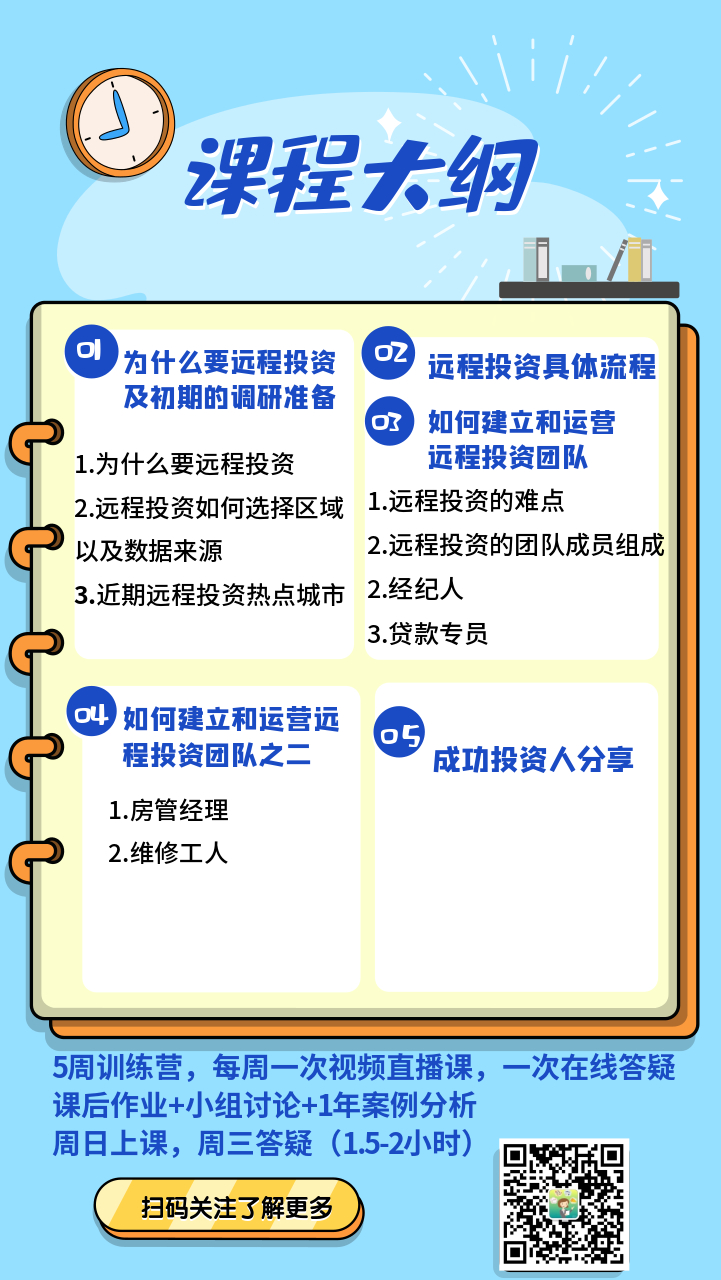 课程大纲
01
为什么要远程投资
及初期的调研准备
1.为什么要远程投资
2.远程投资如何选择区域
以及数据来源
3.近期远程投资热点城市
02
远程投资具体流程
03
如何建立和运营
远程投资团队
1.远程投资的难点
2.远程投资的团队成员组成
2.经纪人
3.贷款专员
04
如何建立和运营远
程投资团队之二
1.房管经理
2.维修工人
05
成功投资人分享
5周训练营，每周一次视频直播课，一次在线答疑
课后作业+小组讨论+1年案例分析
周日上课，周三答疑（1.5-2小时）
扫码关注了解更多